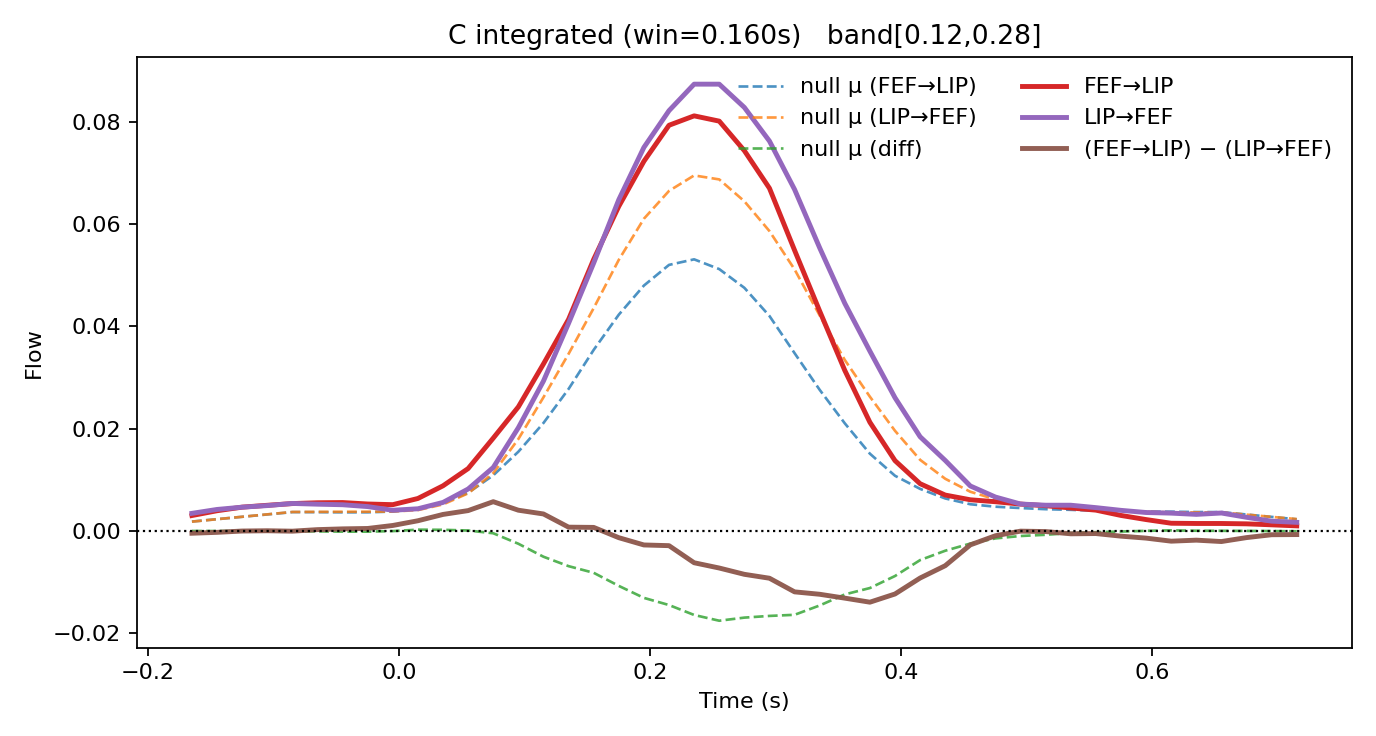 C integrated (win=0.160s)   band[0.12,0.28]
null μ (FEF→LIP)
null μ (LIP→FEF)
null μ (diff)
FEF→LIP
LIP→FEF
(FEF→LIP) − (LIP→FEF)
Flow
0.08
0.06
0.04
0.02
0.00
−0.02
−0.2
0.0
0.2
0.4
0.6
Time (s)